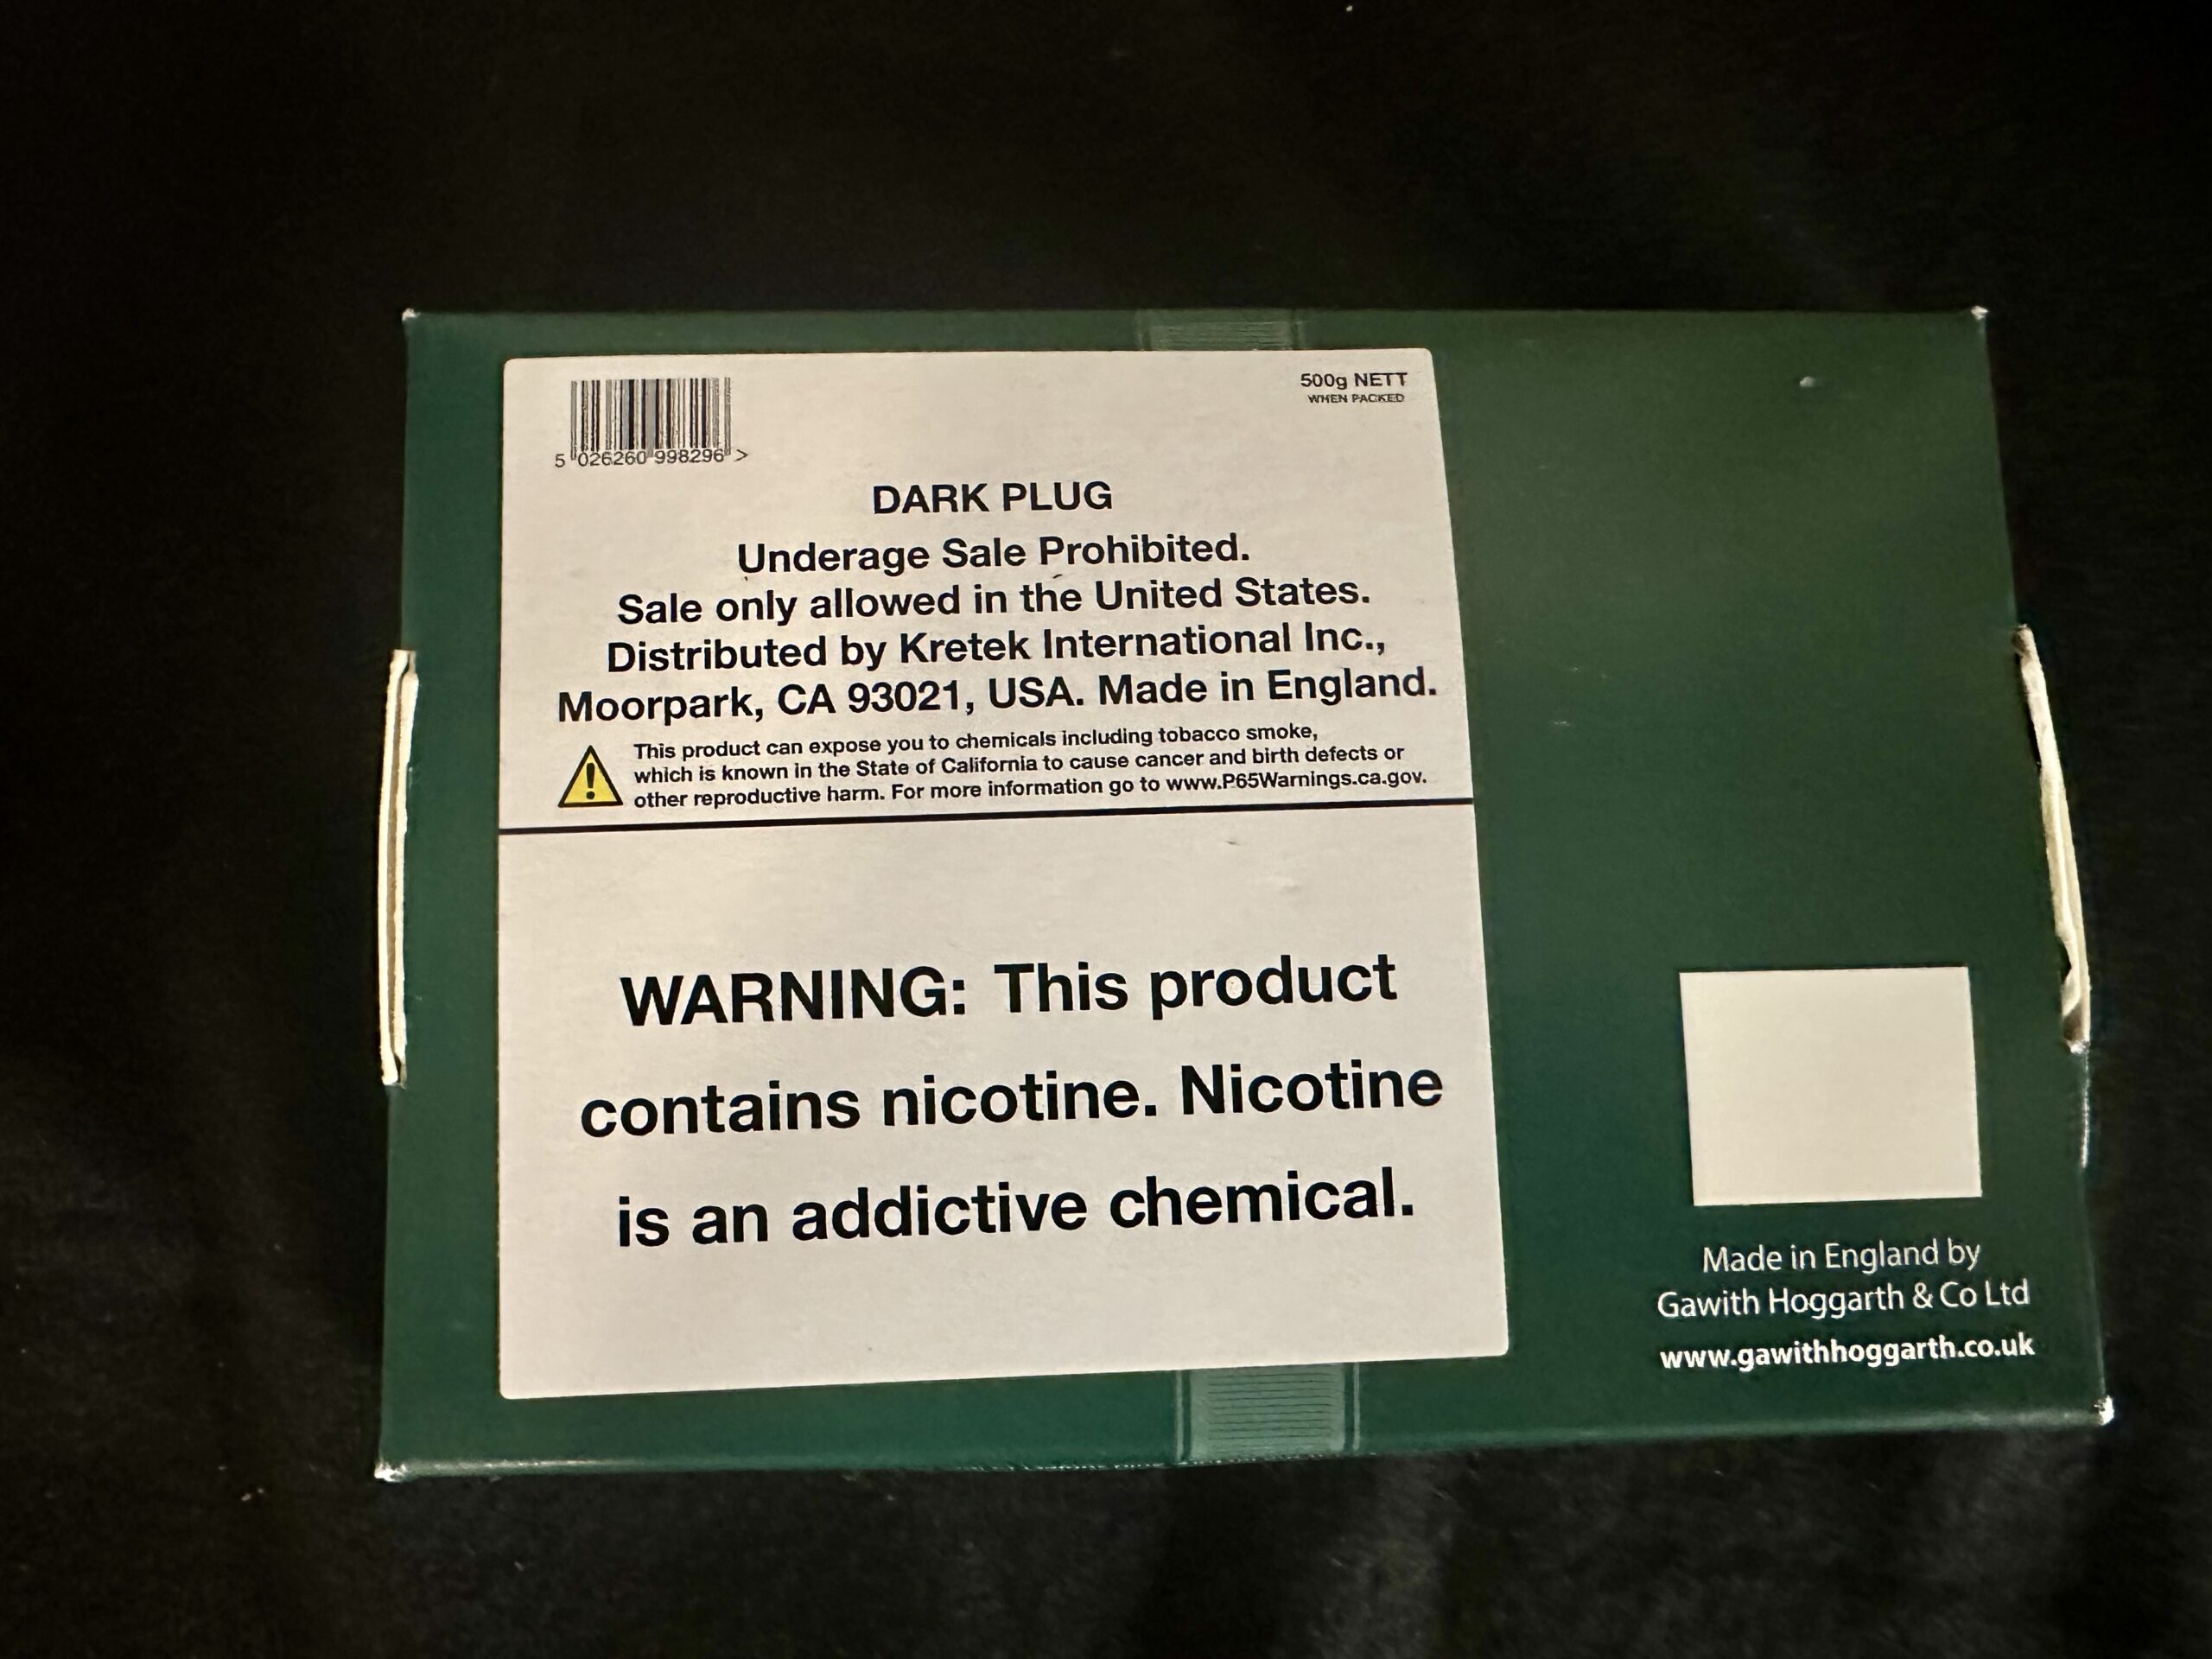 500g NETT
WHEN PACKED
5 026260 998296 >
DARK PLUG
Underage Sale Prohibited.
Sale only allowed in the United States.
Distributed by Kretek International Inc.,
Moorpark, CA 93021, USA. Made in England.
This product can expose you to chemicals including tobacco smoke,
which is known in the State of California to cause cancer and birth defects or
other reproductive harm. For more information go to www.P65Warnings.ca.gov.
WARNING: This product
contains nicotine. Nicotine
is an addictive chemical.
Made in England by
Gawith Hoggarth & Co Ltd
www.gawithhoggarth.co.uk